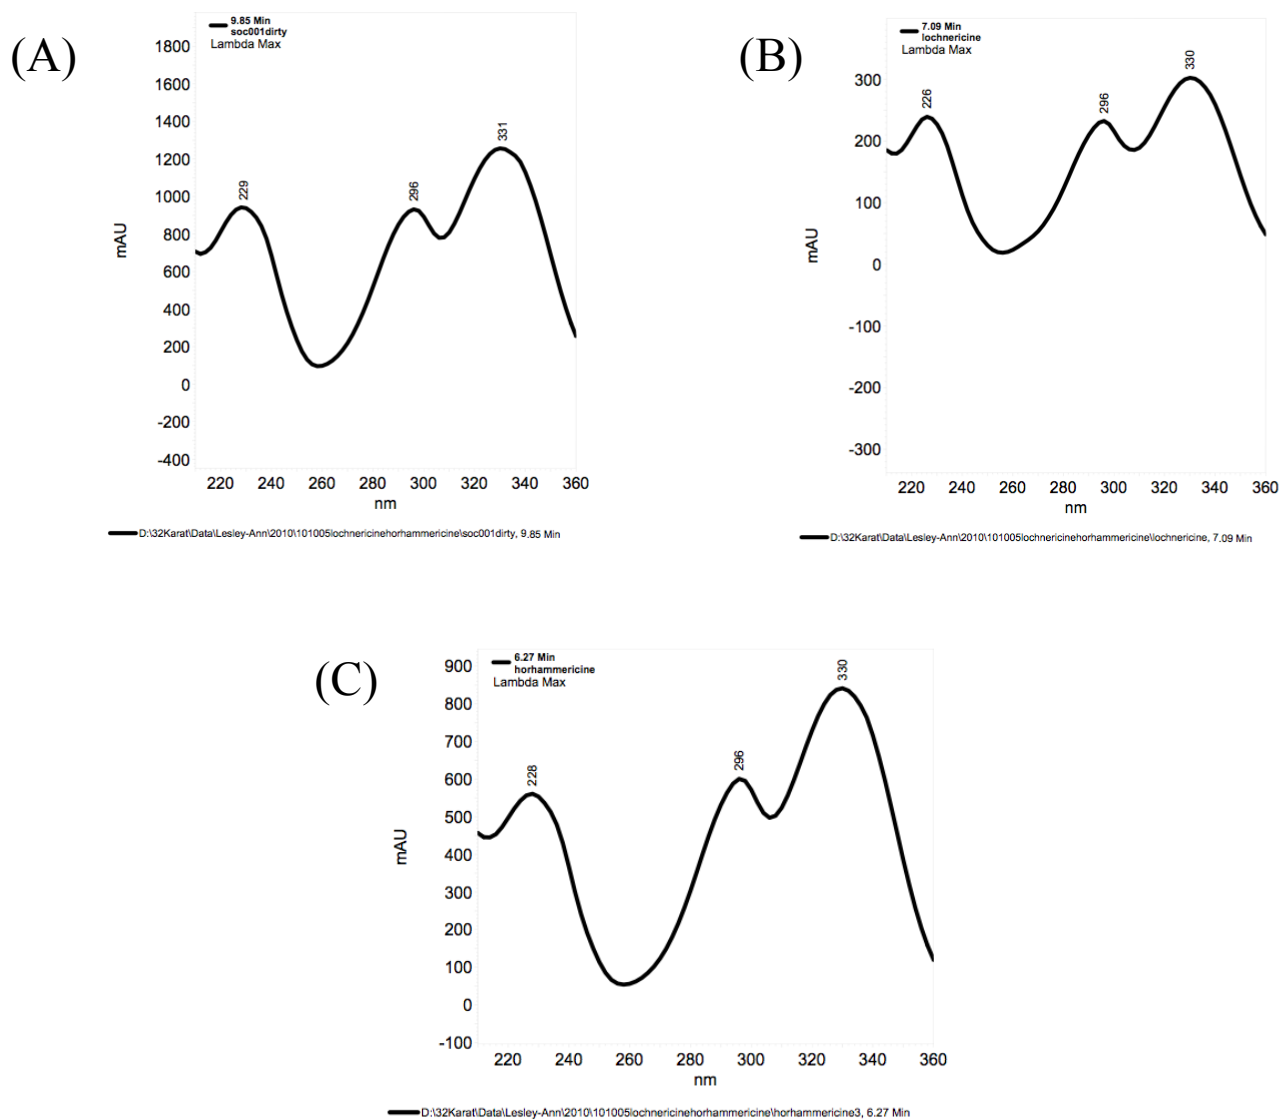 (A)
9.85 Min
soc001dirty
Lambda Max
1800
1600
1400
1200
1000
800
600
400
200
0
-200
-400
mAU
229
296
331
220 240 260 280 300 320 340 360
nm
D:\32Karat\Data\Lesley-Ann\2010\101005lochnericinehorhammericine\soc001dirty, 9.85 Min
(B)
7.09 Min
lochnericine
Lambda Max
300
200
100
0
-100
-200
-300
mAU
226
296
330
220 240 260 280 300 320 340 360
nm
D:\32Karat\Data\Lesley-Ann\2010\101005lochnericinehorhammericine\lochnericine, 7.09 Min
(C)
6.27 Min
horhammericine
Lambda Max
900
800
700
600
500
400
300
200
100
0
-100
mAU
228
296
330
220 240 260 280 300 320 340 360
nm
D:\32Karat\Data\Lesley-Ann\2010\101005lochnericinehorhammericine\horhammericine3, 6.27 Min